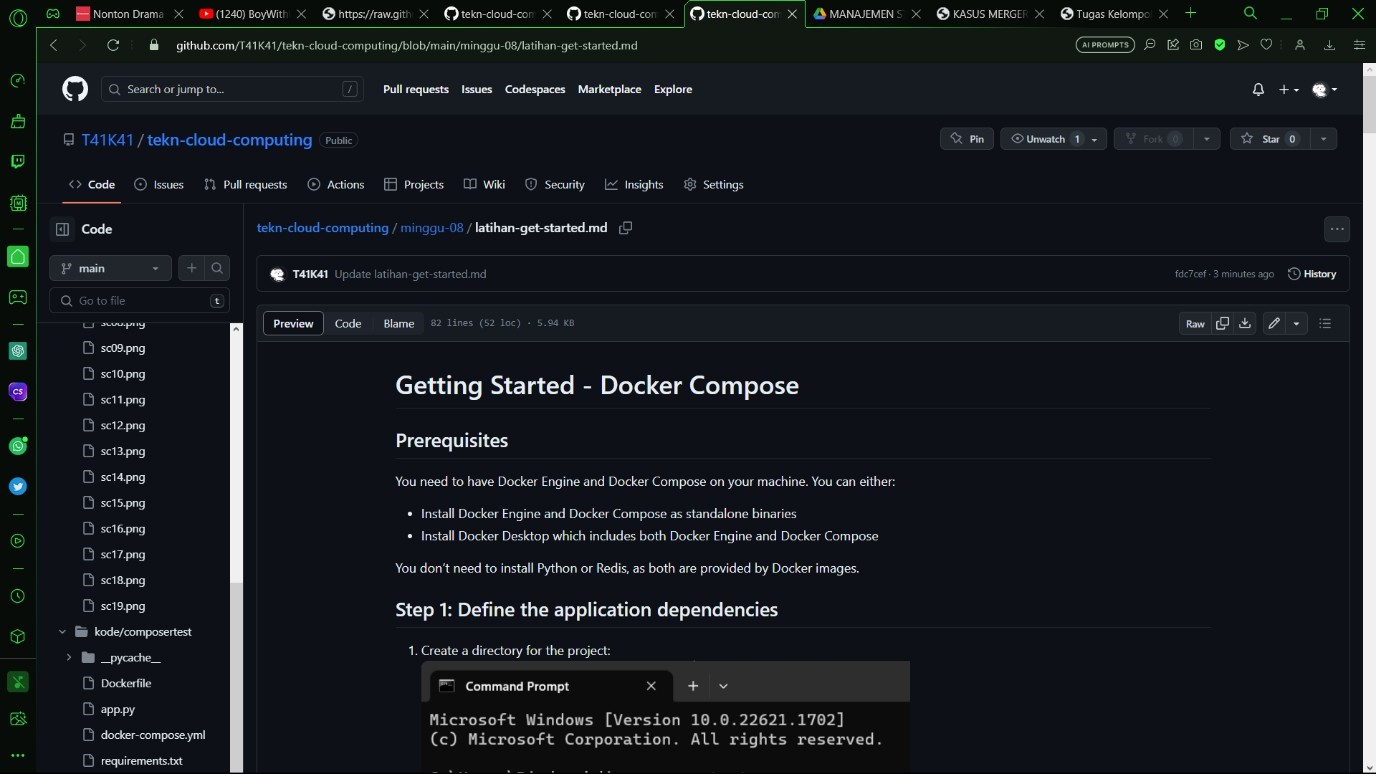 Nonton Drama
(1240) BoyWith
https://raw.gith
tekn-cloud-com
tekn-cloud-com
tekn-cloud-com
MANAJEMEN S
KASUS MERGER
Tugas Kelompo
github.com/T41K41/tekn-cloud-computing/blob/main/minggu-08/latihan-get-started.md
AI PROMPTS
Search or jump to...
/
Pull requests
Issues
Codespaces
Marketplace
Explore
T41K41 / tekn-cloud-computing
Public
Pin
Unwatch 1
Fork 0
Star 0
Code
Issues
Pull requests
Actions
Projects
Wiki
Security
Insights
Settings
Code
main
Go to file
t
sc08.png
sc09.png
sc10.png
sc11.png
sc12.png
sc13.png
sc14.png
sc15.png
sc16.png
sc17.png
sc18.png
sc19.png
kode/composertest
__pycache__
Dockerfile
app.py
docker-compose.yml
requirements.txt
tekn-cloud-computing / minggu-08 / latihan-get-started.md
T41K41 Update latihan-get-started.md
fdc7cef · 3 minutes ago
History
Preview
Code
Blame
82 lines (52 loc) · 5.94 KB
Raw
Getting Started - Docker Compose
Prerequisites
You need to have Docker Engine and Docker Compose on your machine. You can either:
• Install Docker Engine and Docker Compose as standalone binaries
• Install Docker Desktop which includes both Docker Engine and Docker Compose
You don't need to install Python or Redis, as both are provided by Docker images.
Step 1: Define the application dependencies
1. Create a directory for the project:
Command Prompt
Microsoft Windows [Version 10.0.22621.1702]
(c) Microsoft Corporation. All rights reserved.